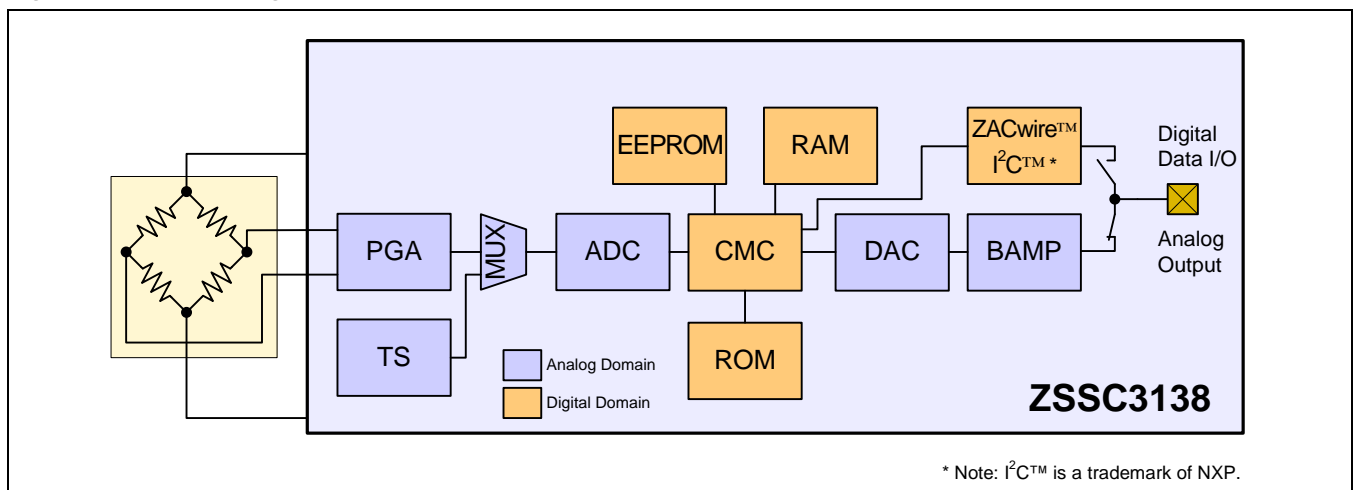 EEPROM
RAM
ZACwire™
I²C™ *
Digital
Data I/O
PGA
MUX
ADC
CMC
DAC
BAMP
Analog
Output
TS
ROM
Analog Domain
Digital Domain
ZSSC3138
* Note: I²C™ is a trademark of NXP.